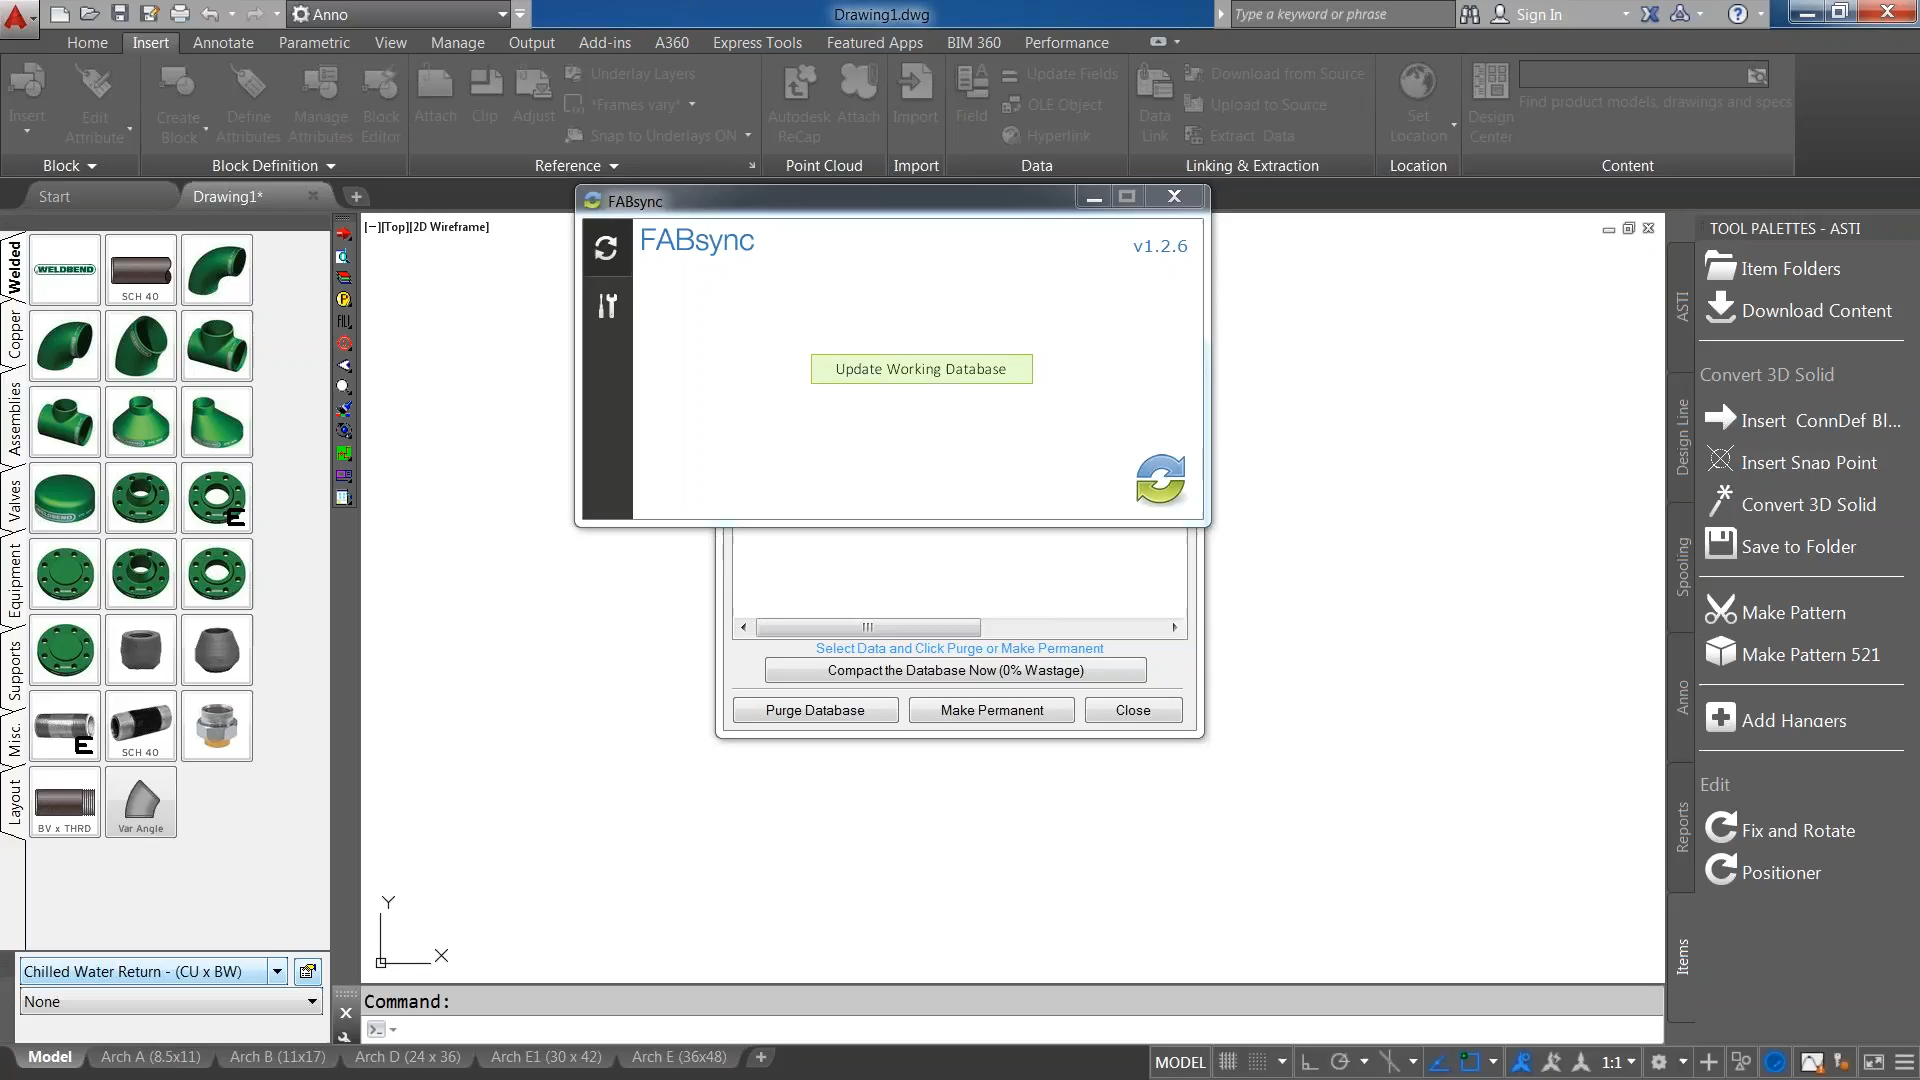 Anno
Drawing1.dwg
Type a keyword or phrase
Sign In
Home
Insert
Annotate
Parametric
View
Manage
Output
Add-ins
A360
Express Tools
Featured Apps
BIM 360
Performance
Insert
Edit
Attribute
Create
Block
Define
Attributes
Manage
Attributes
Block
Editor
Attach
Clip
Adjust
Underlay Layers
*Frames vary*
Snap to Underlays ON
Autodesk
ReCap
Attach
Import
Field
Update Fields
OLE Object
Hyperlink
Data
Link
Download from Source
Upload to Source
Extract Data
Set
Location
Design
Center
Find product models, drawings and specs
Block
Block Definition
Reference
Point Cloud
Import
Data
Linking & Extraction
Location
Content
Start
Drawing1*
Welded
Copper
Assemblies
Valves
Equipment
Supports
Misc.
Layout
WELDBEND
SCH 40
E
E
SCH 40
BV x THRD
Var Angle
FILL
[−][Top][2D Wireframe]
FABsync
FABsync
v1.2.6
Update Working Database
Select Data and Click Purge or Make Permanent
Compact the Database Now (0% Wastage)
Purge Database
Make Permanent
Close
Y
X
TOOL PALETTES - ASTI
ASTI
Design Line
Spooling
Anno
Reports
Items
Item Folders
Download Content
Convert 3D Solid
Insert ConnDef Bl...
Insert Snap Point
Convert 3D Solid
Save to Folder
Make Pattern
Make Pattern 521
Add Hangers
Edit
Fix and Rotate
Positioner
Chilled Water Return - (CU x BW)
None
Command:
Model
Arch A (8.5x11)
Arch B (11x17)
Arch D (24 x 36)
Arch E1 (30 x 42)
Arch E (36x48)
MODEL
1:1